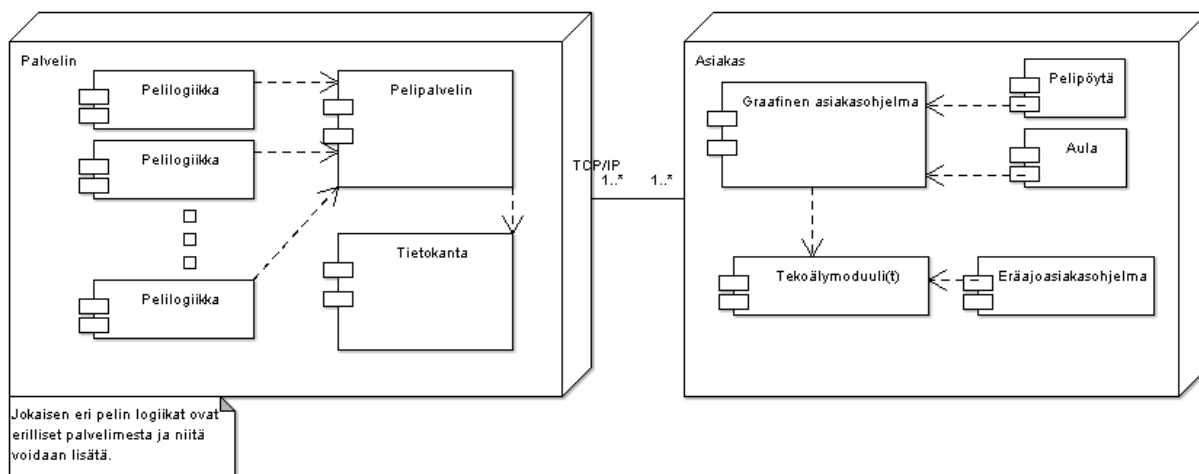 Palvelin
Pelilogiikka
Pelipalvelin
Pelilogiikka
Pelilogiikka
Tietokanta
Jokaisen eri pelin logiikat ovat
erilliset palvelimesta ja niitä
voidaan lisätä.
TCP/IP
1..*
1..*
Asiakas
Graafinen asiakasohjelma
Pelipöytä
Aula
Tekoälymoduuli(t)
Eräajoasiakasohjelma